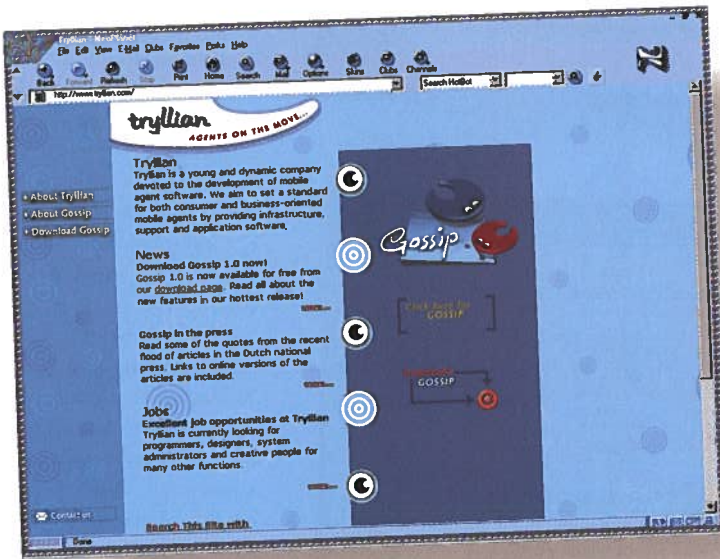 Tryllian - NeoPlanet
File Edit View E-Mail Clubs Favorites Peeks Help
Back Forward Refresh Stop Print Home Search Mail Options Skins Clubs Channels
http://www.tryllian.com/
Search HotBot
tryllian
AGENTS ON THE MOVE...
About Tryllian
About Gossip
Download Gossip
Tryllian
Tryllian is a young and dynamic company
devoted to the development of mobile
agent software. We aim to set a standard
for both consumer and business-oriented
mobile agents by providing infrastructure,
support and application software.
News
Download Gossip 1.0 now!
Gossip 1.0 is now available for free from
our download page. Read all about the
new features in our hottest release!
more...
Gossip in the press
Read some of the quotes from the recent
flood of articles in the Dutch national
press. Links to online versions of the
articles are included.
more...
Jobs
Excellent job opportunities at Tryllian
Tryllian is currently looking for
programmers, designers, system
administrators and creative people for
many other functions.
more...
Search This Site with
Gossip
Click here for
GOSSIP
GOSSIP
Contact us
Done